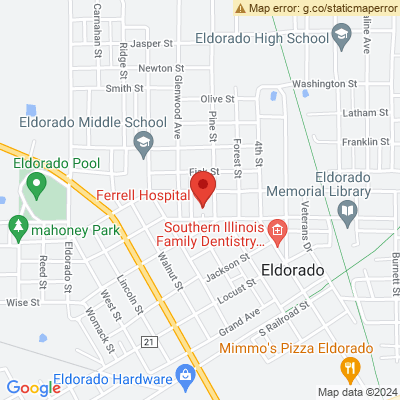 Map error: g.co/staticmaperror
Carnahan St
Ridge St
Jasper St
Eldorado High School
Saline Ave
Newton St
Smith St
Glenwood Ave
Olive St
Washington St
Latham St
Pine St
Eldorado Middle School
Franklin St
Forest St
4th St
Eldorado Pool
Fish St
Eldorado
Memorial Library
Ferrell Hospital
mahoney Park
Southern Illinois
Family Dentistry...
Veterans Dr
Eldorado St
Reed St
Walnut St
Jackson St
Eldorado
Burnett St
Lincoln St
West St
Womack St
Wise St
Locust St
Grand Ave
S Railroad St
21
Mimmo's Pizza Eldorado
Eldorado Hardware
Google
Map data ©2024